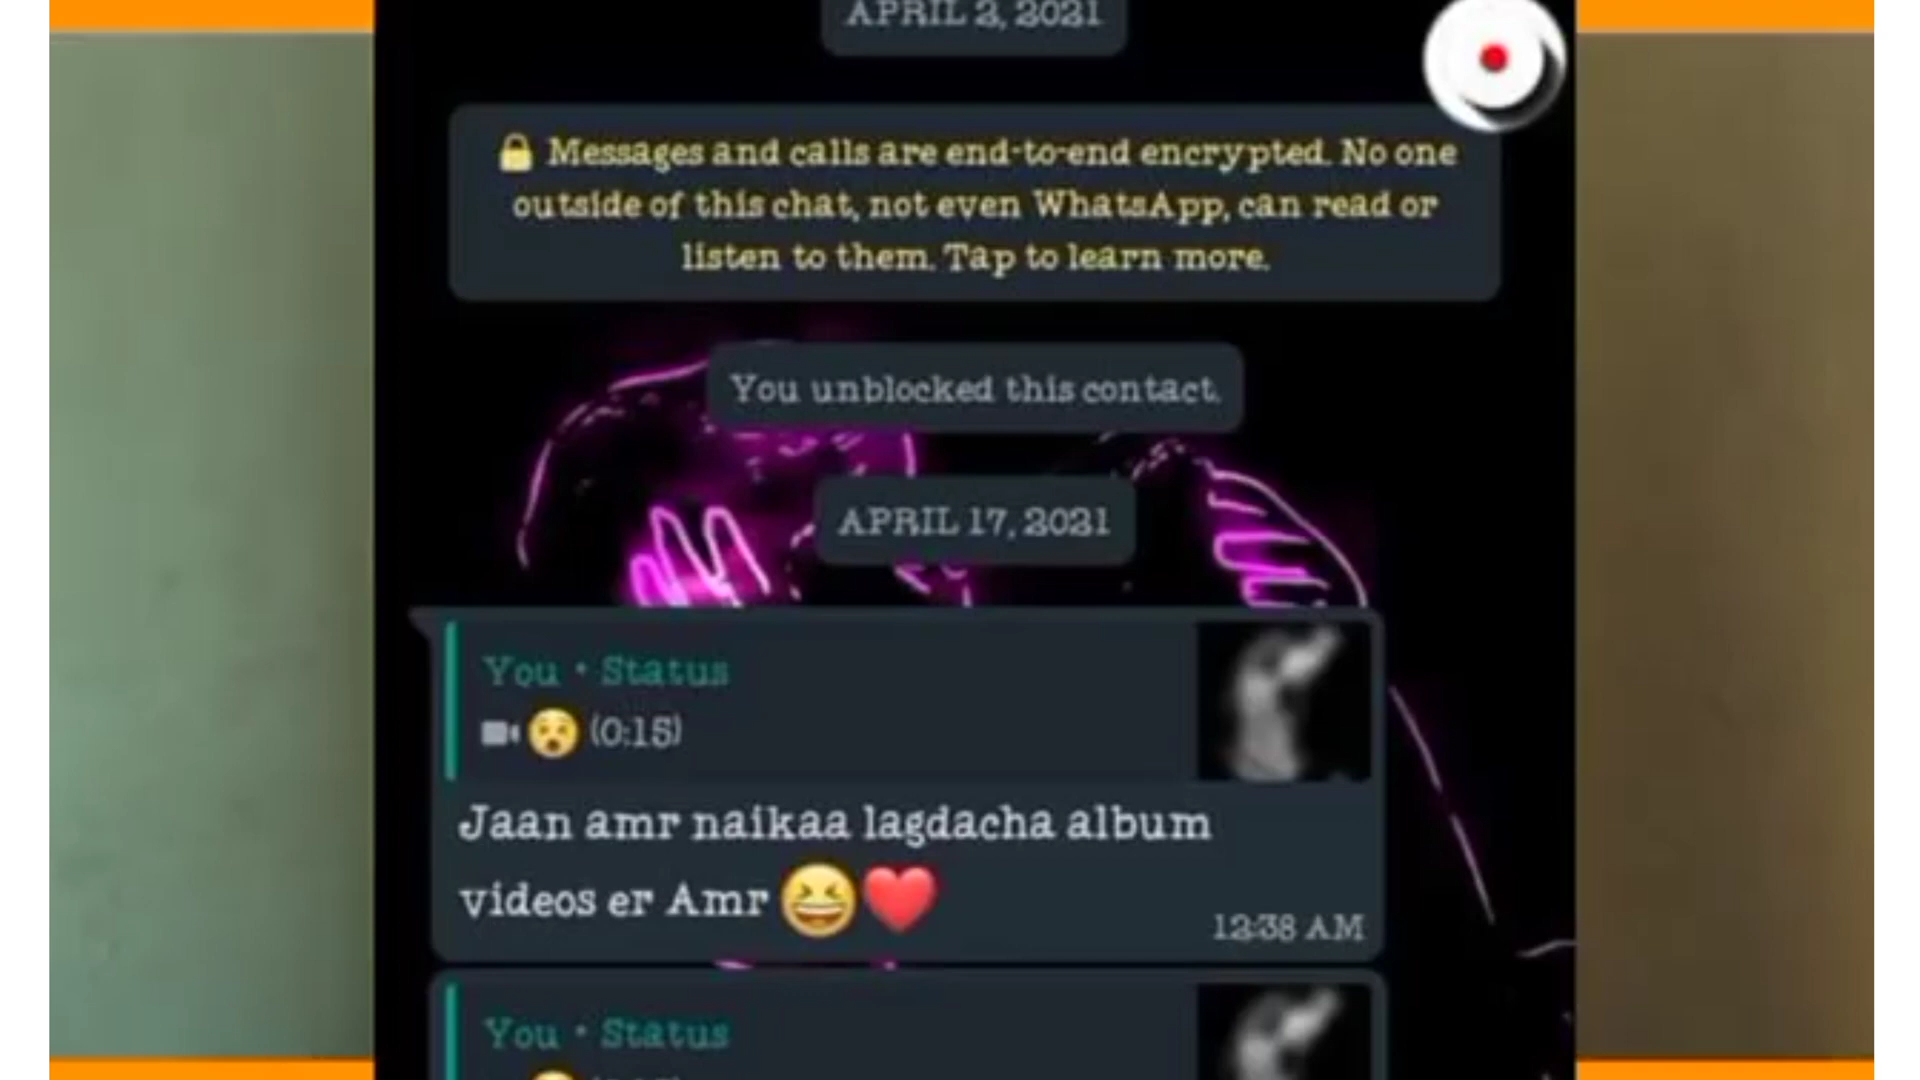 APRIL 2, 2021
🔒 Messages and calls are end-to-end encrypted. No one
outside of this chat, not even WhatsApp, can read or
listen to them. Tap to learn more.
You unblocked this contact.
APRIL 17, 2021
You • Status
😵 (0:15)
Jaan amr naikaa lagdacha album
videos er Amr 😆❤️
12:38 AM
You • Status